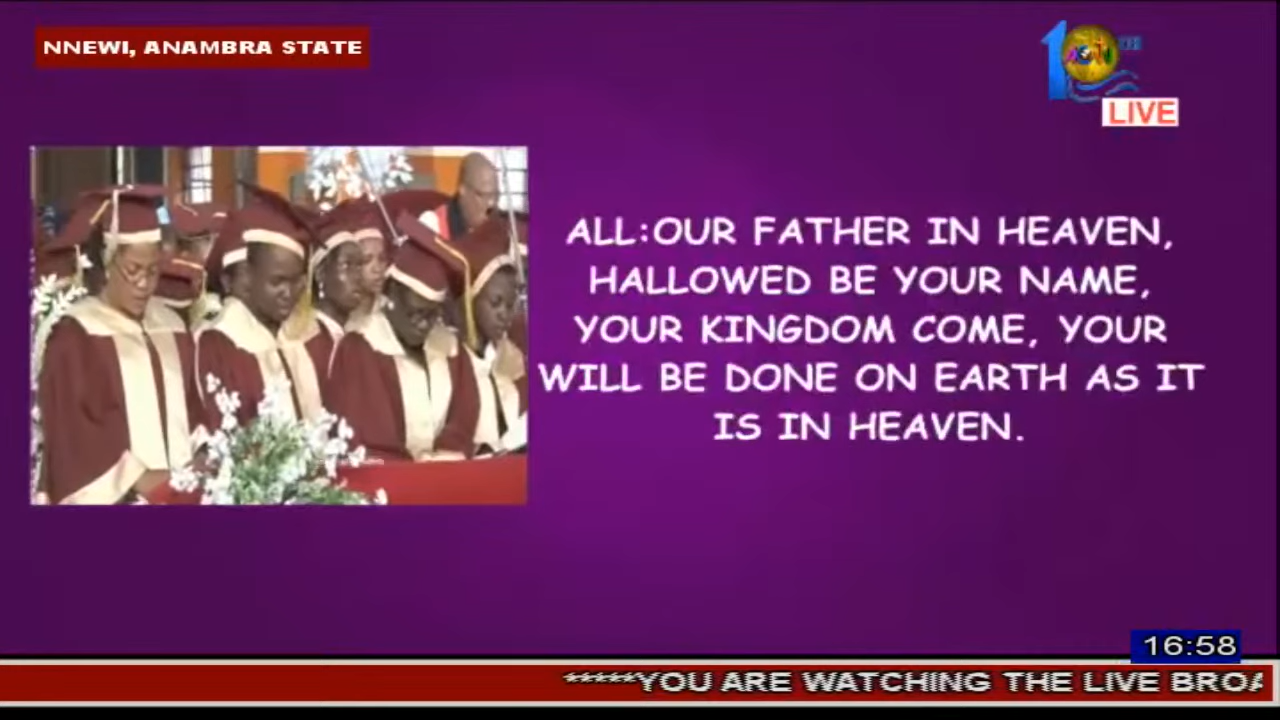 NNEWI, ANAMBRA STATE
LIVE
ALL:OUR FATHER IN HEAVEN,
HALLOWED BE YOUR NAME,
YOUR KINGDOM COME, YOUR
WILL BE DONE ON EARTH AS IT
IS IN HEAVEN.
16:58
*****YOU ARE WATCHING THE LIVE BROA